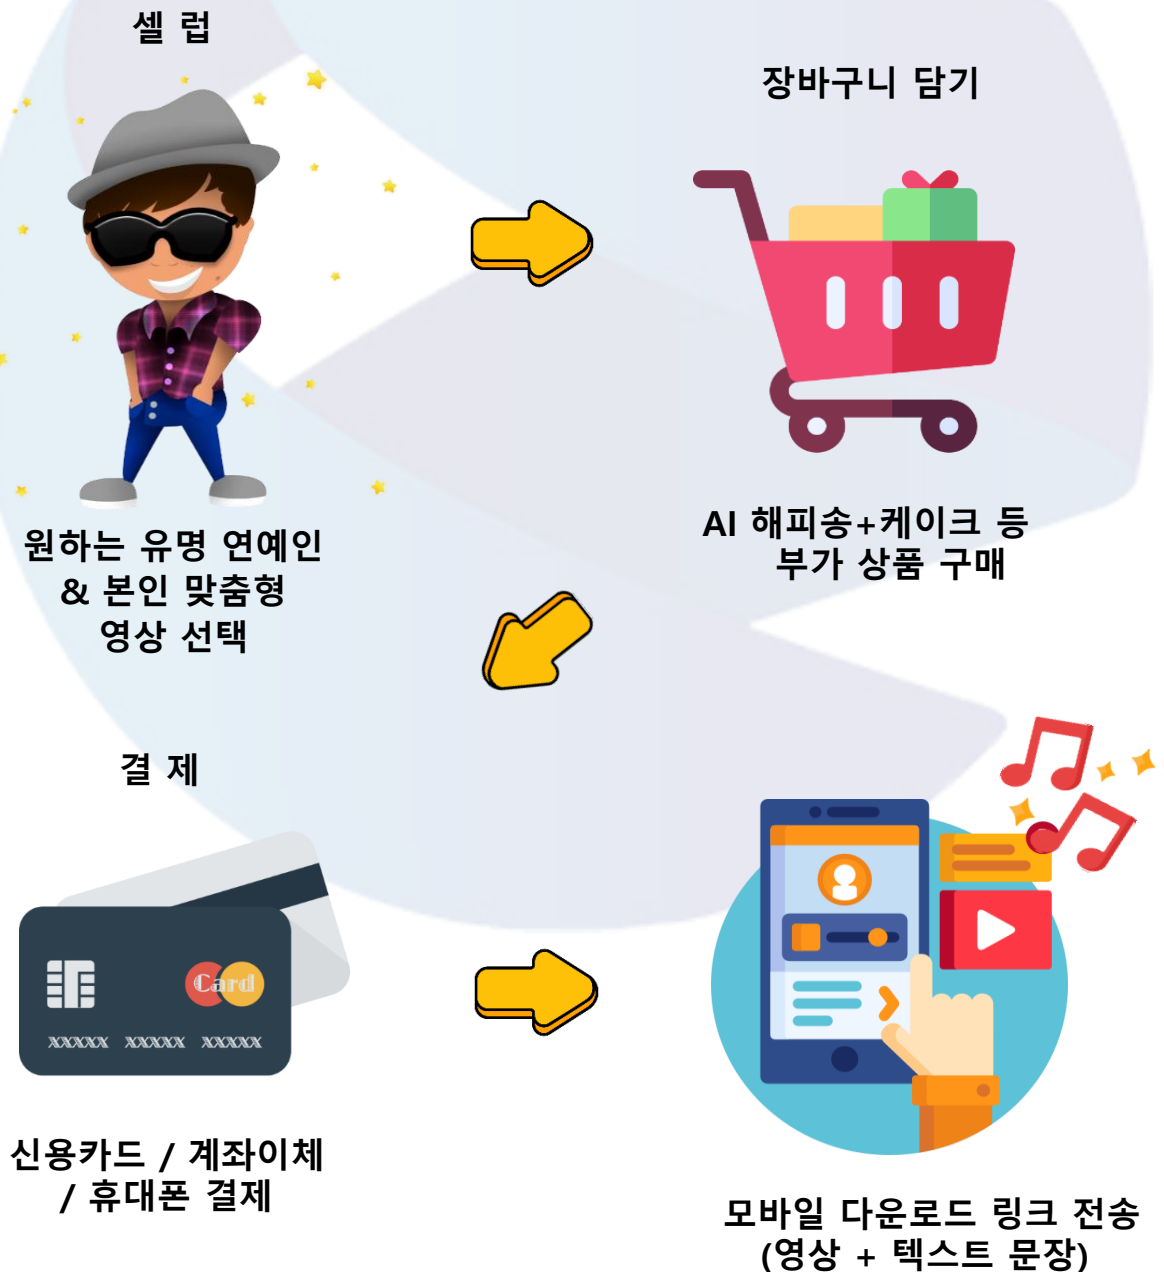 셀 럽
원하는 유명 연예인
& 본인 맞춤형
영상 선택
장바구니 담기
AI 해피송+케이크 등
부가 상품 구매
결 제
Card
xxxxx xxxxx xxxxx
신용카드 / 계좌이체
/ 휴대폰 결제
모바일 다운로드 링크 전송
(영상 + 텍스트 문장)